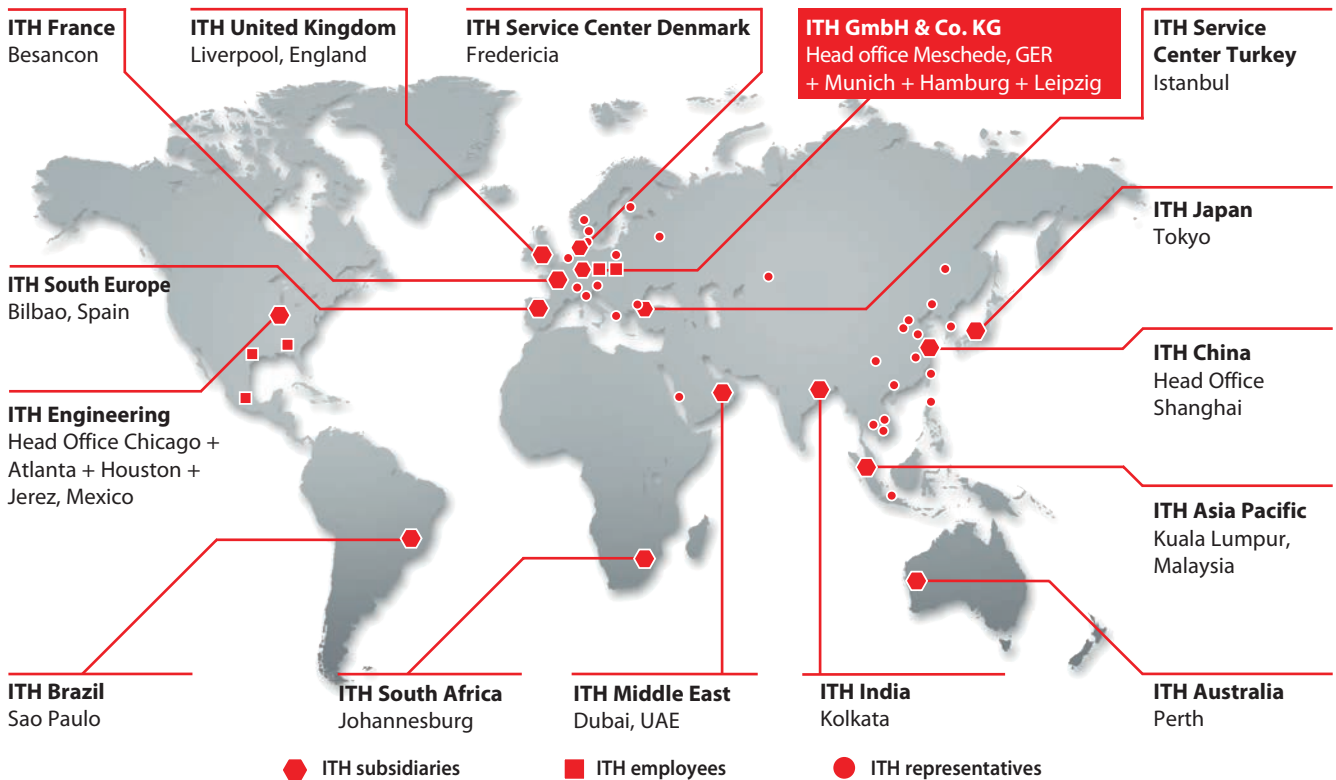 ITH France
Besancon
ITH United Kingdom
Liverpool, England
ITH Service Center Denmark
Fredericia
ITH GmbH & Co. KG
Head office Meschede, GER
+ Munich + Hamburg + Leipzig
ITH Service
Center Turkey
Istanbul
ITH Japan
Tokyo
ITH South Europe
Bilbao, Spain
ITH China
Head Office
Shanghai
ITH Engineering
Head Office Chicago +
Atlanta + Houston +
Jerez, Mexico
ITH Asia Pacific
Kuala Lumpur,
Malaysia
ITH Brazil
Sao Paulo
ITH South Africa
Johannesburg
ITH Middle East
Dubai, UAE
ITH India
Kolkata
ITH Australia
Perth
ITH subsidiaries
ITH employees
ITH representatives